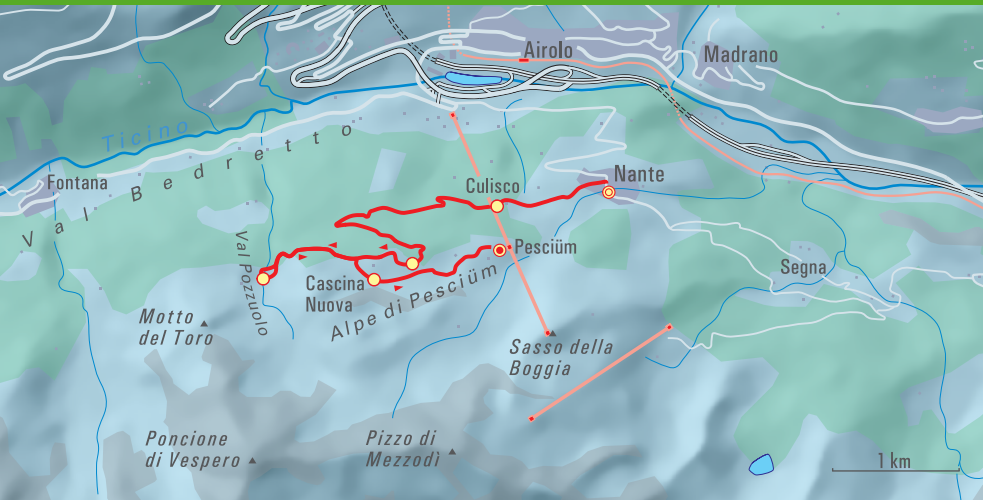 Airolo
Madrano
Ticino
Val Bedretto
Fontana
Culisco
Nante
Pesciüm
Val Pozzuolo
Segna
Cascina
Nuova
Alpe di Pesciüm
Motto
del Toro
Sasso della
Boggia
Poncione
di Vespero
Pizzo di
Mezzodì
1 km